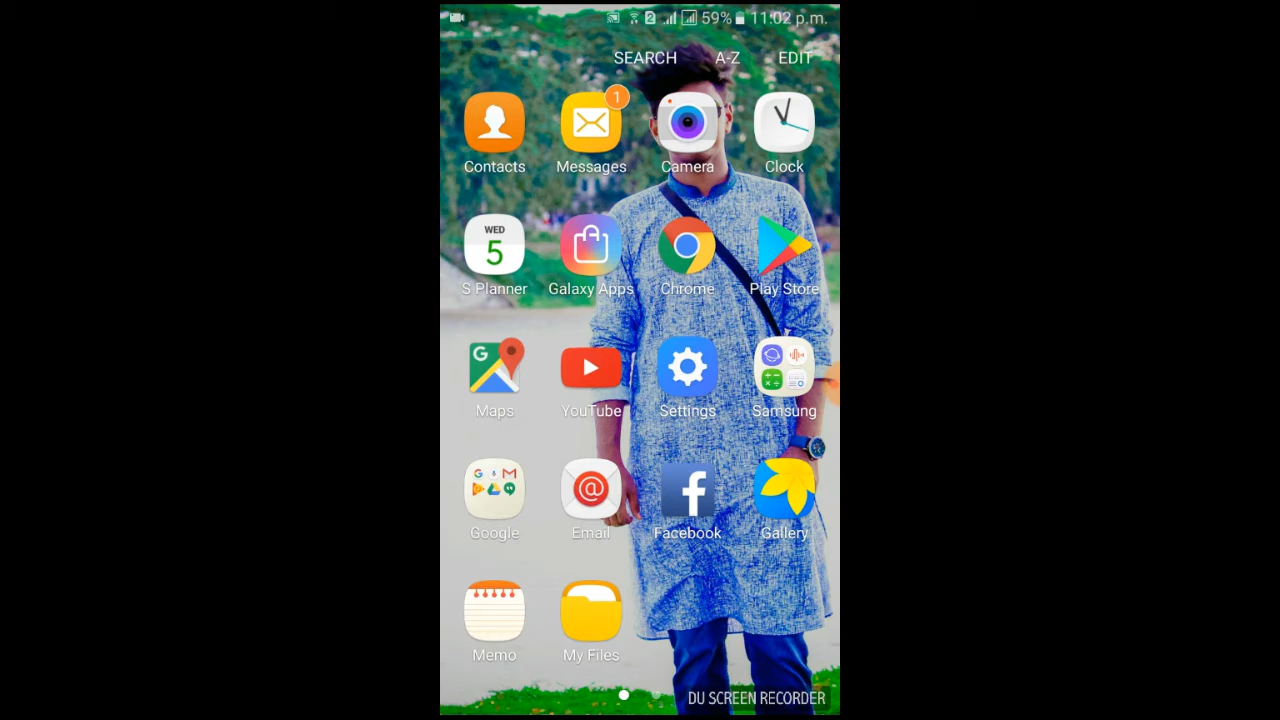 2 59% 11:02 p.m.
SEARCH A-Z EDIT
1
Contacts Messages Camera Clock
WED
5
S Planner Galaxy Apps Chrome Play Store
G
Maps YouTube Settings Samsung
G M
@
f
Google Email Facebook Gallery
Memo My Files
DU SCREEN RECORDER